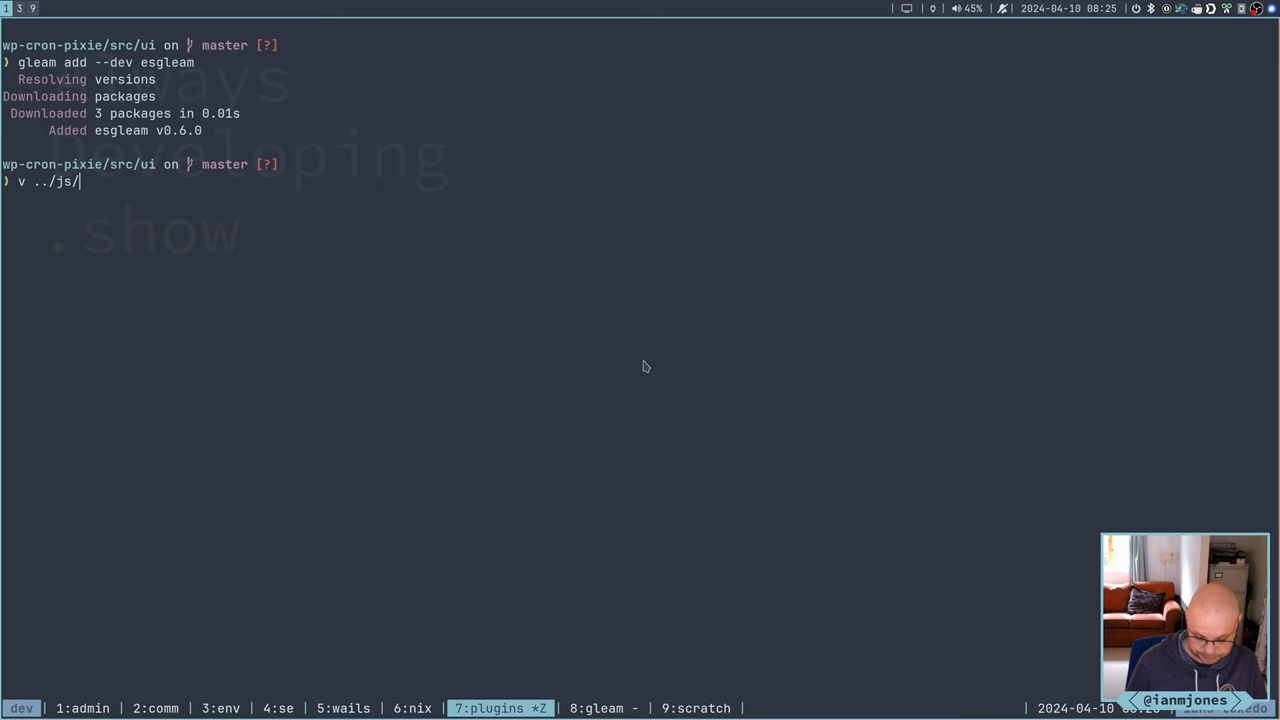 1 3 9
45%
2024-04-10 08:25
wp-cron-pixie/src/ui on master [?]
❯ gleam add --dev esgleam
Resolving versions
Downloading packages
Downloaded 3 packages in 0.01s
Added esgleam v0.6.0
wp-cron-pixie/src/ui on master [?]
❯ v ../js/
Always
Developing
.show
dev | 1:admin | 2:comm | 3:env | 4:se | 5:wails | 6:nix | 7:plugins *Z | 8:gleam - | 9:scratch |
@ianmjones